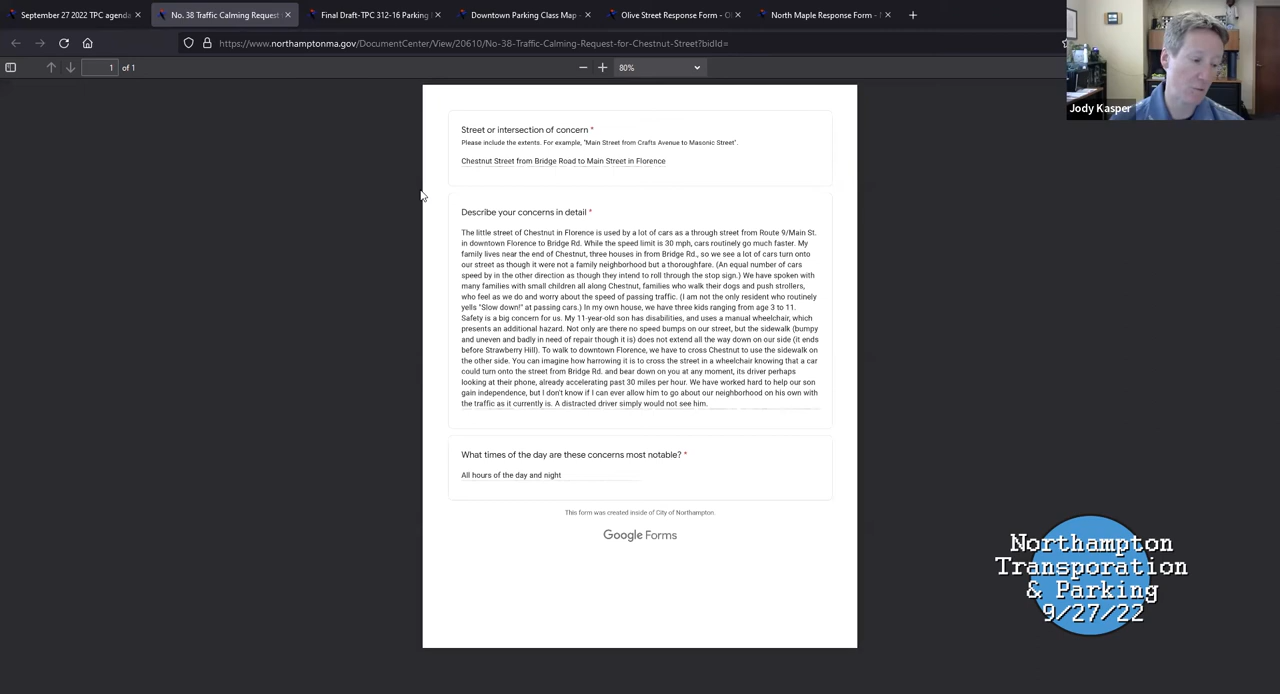 September 27 2022 TPC agenda
No. 38 Traffic Calming Request
Final Draft-TPC 312-16 Parking
Downtown Parking Class Map -
Olive Street Response Form - Ol
North Maple Response Form -
https://www.northamptonma.gov/DocumentCenter/View/20610/No-38-Traffic-Calming-Request-for-Chestnut-Street?bidId=
1 of 1
80%
Jody Kasper
Street or intersection of concern *
Please include the extents. For example, "Main Street from Crafts Avenue to Masonic Street".
Chestnut Street from Bridge Road to Main Street in Florence
Describe your concerns in detail *
The little street of Chestnut in Florence is used by a lot of cars as a through street from Route 9/Main St.
in downtown Florence to Bridge Rd. While the speed limit is 30 mph, cars routinely go much faster. My
family lives near the end of Chestnut, three houses in from Bridge Rd., so we see a lot of cars turn onto
our street as though it were not a family neighborhood but a thoroughfare. (An equal number of cars
speed by in the other direction as though they intend to roll through the stop sign.) We have spoken with
many families with small children all along Chestnut, families who walk their dogs and push strollers,
who feel as we do and worry about the speed of passing traffic. (I am not the only resident who routinely
yells "Slow down!" at passing cars.) In my own house, we have three kids ranging from age 3 to 11.
Safety is a big concern for us. My 11-year-old son has disabilities, and uses a manual wheelchair, which
presents an additional hazard. Not only are there no speed bumps on our street, but the sidewalk (bumpy
and uneven and badly in need of repair though it is) does not extend all the way down on our side (it ends
before Strawberry Hill). To walk to downtown Florence, we have to cross Chestnut to use the sidewalk on
the other side. You can imagine how harrowing it is to cross the street in a wheelchair knowing that a car
could turn onto the street from Bridge Rd. and bear down on you at any moment, its driver perhaps
looking at their phone, already accelerating past 30 miles per hour. We have worked hard to help our son
gain independence, but I don't know if I can ever allow him to go about our neighborhood on his own with
the traffic as it currently is. A distracted driver simply would not see him.
What times of the day are these concerns most notable? *
All hours of the day and night
This form was created inside of City of Northampton.
Google Forms
Northampton
Transporation
& Parking
9/27/22